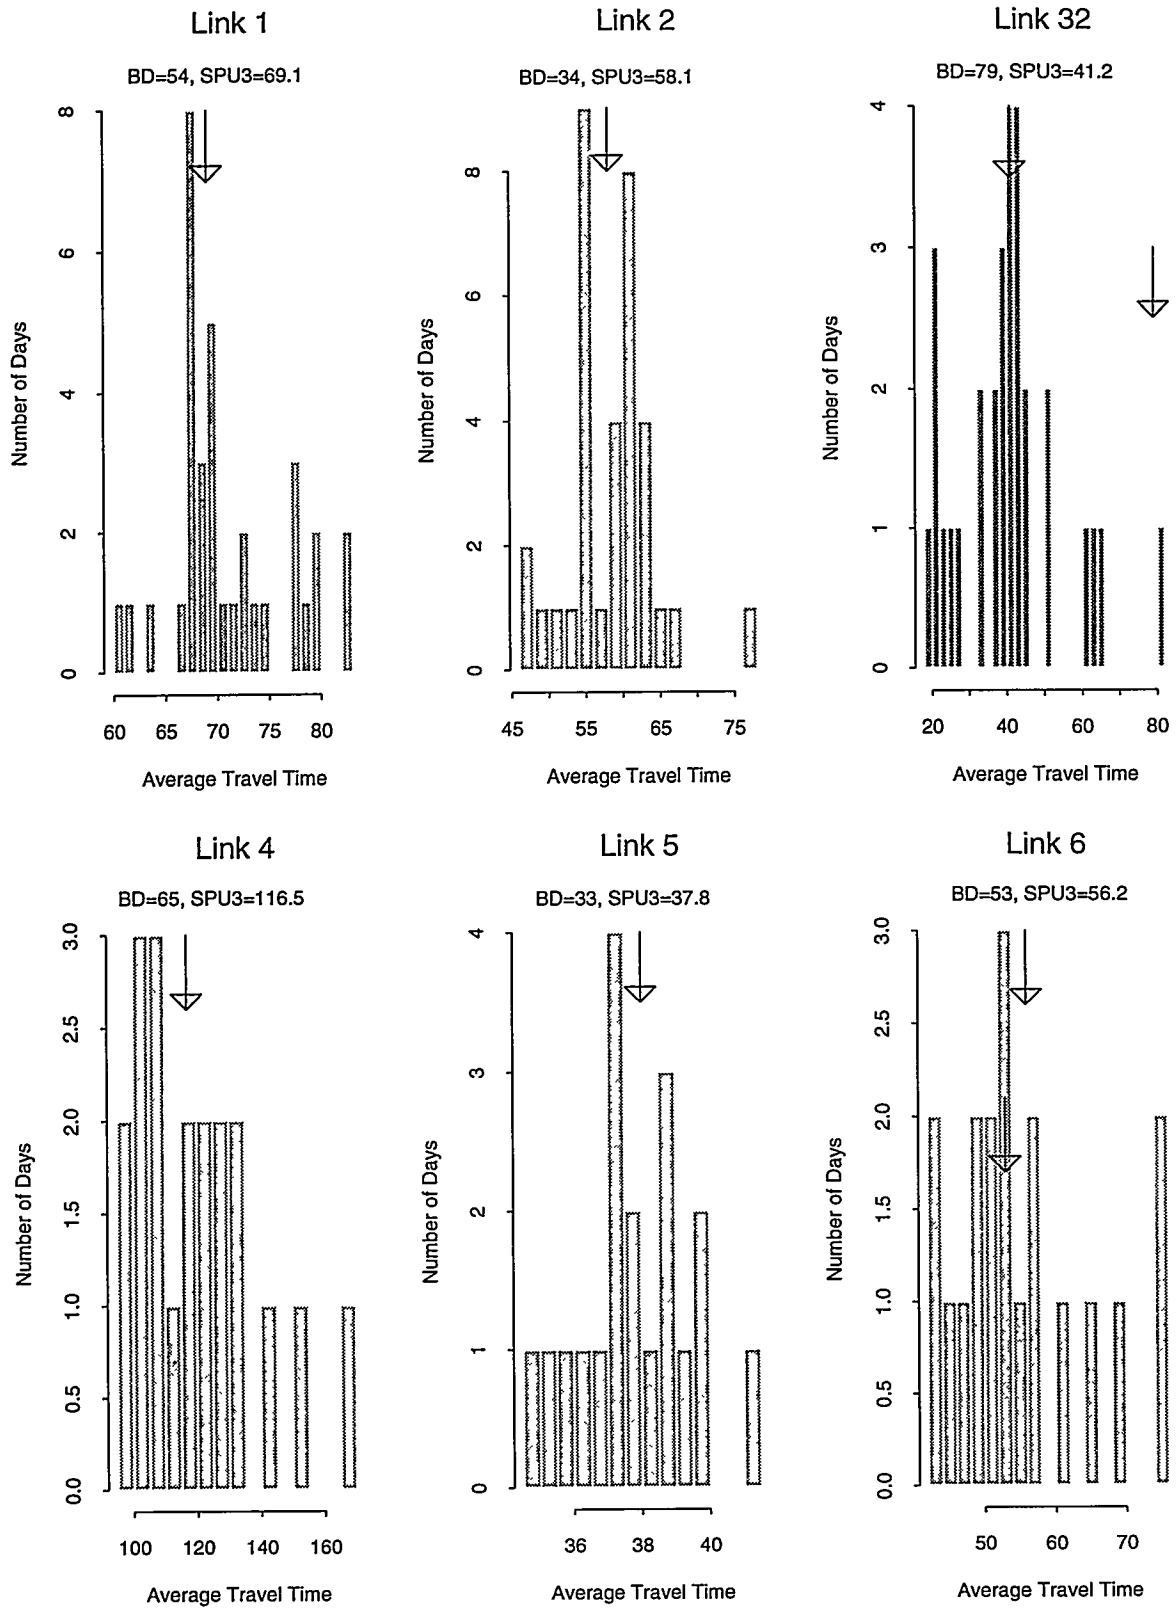 Link 1
BD=54, SPU3=69.1
Number of Days
0 2 4 6 8
60 65 70 75 80
Average Travel Time
Link 2
BD=34, SPU3=58.1
Number of Days
0 2 4 6 8
45 55 65 75
Average Travel Time
Link 32
BD=79, SPU3=41.2
Number of Days
0 1 2 3 4
20 40 60 80
Average Travel Time
Link 4
BD=65, SPU3=116.5
Number of Days
0.0 0.5 1.0 1.5 2.0 2.5 3.0
100 120 140 160
Average Travel Time
Link 5
BD=33, SPU3=37.8
Number of Days
0 1 2 3 4
36 38 40
Average Travel Time
Link 6
BD=53, SPU3=56.2
Number of Days
0.0 0.5 1.0 1.5 2.0 2.5 3.0
50 60 70
Average Travel Time